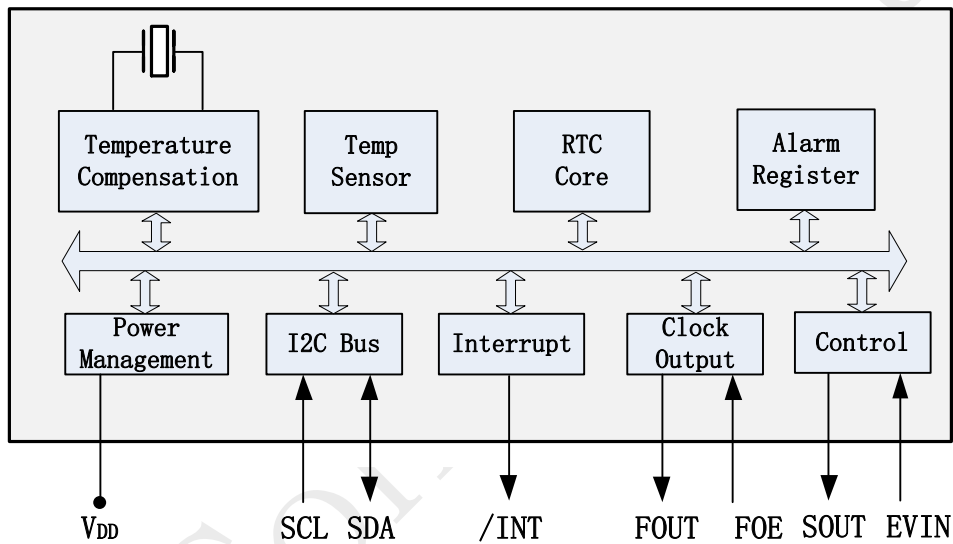 Temperature
Compensation
Temp
Sensor
RTC
Core
Alarm
Register
Power
Management
I2C Bus
Interrupt
Clock
Output
Control
VDD
SCL
SDA
/INT
FOUT
FOE
SOUT
EVIN